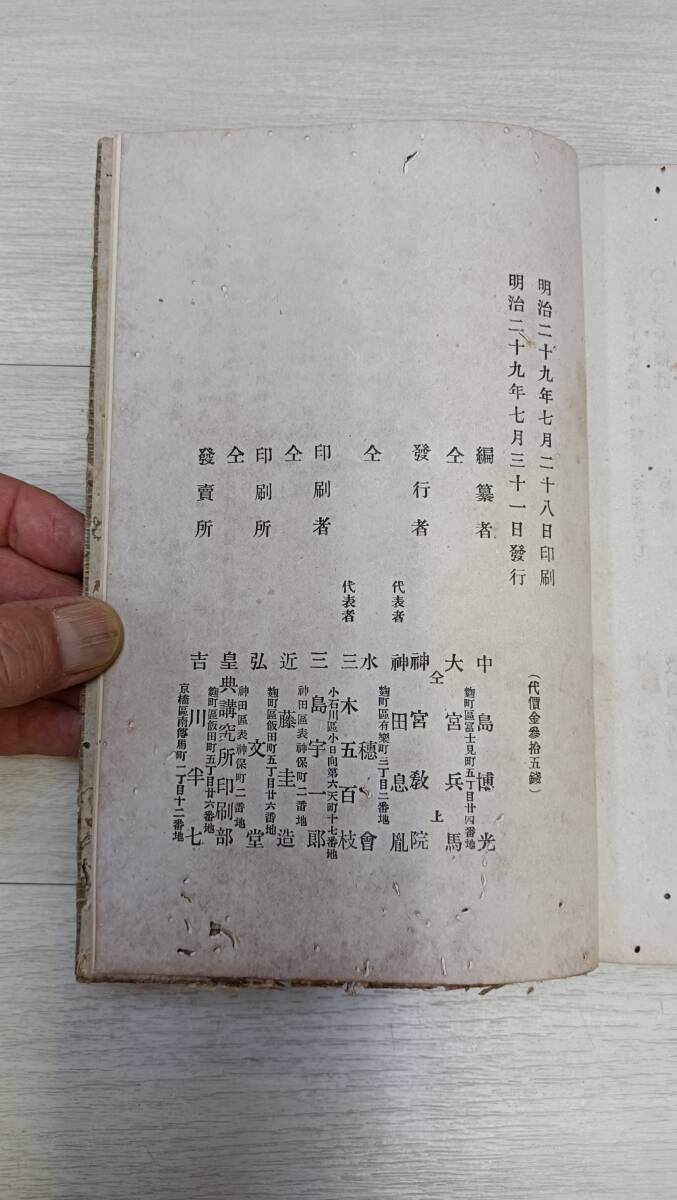 明治二十九年七月二十八日印刷
明治二十九年七月三十一日發行
(代價金參拾五錢)
編纂者 中島博光
麴町區富士見町五丁目廿四番地
仝 大宮兵馬
仝上
發行者 神宮敎院
代表者 神田息胤
麴町區有樂町三丁目二番地
仝 水穗會
代表者 三木五百枝
小石川區小日向第六天町十七番地
印刷者 三島宇一郞
神田區表神保町二番地
仝 近藤圭造
麴町區飯田町五丁目廿六番地
印刷所 弘文堂
神田區表神保町二番地
仝 皇典講究所印刷部
麴町區飯田町五丁目廿六番地
發賣所 吉川半七
京橋區南傳馬町一丁目十二番地